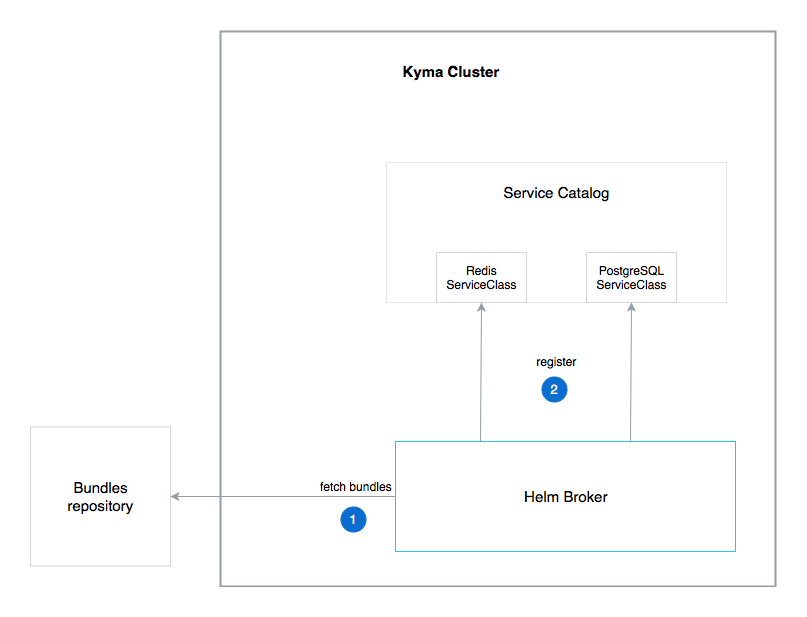 Kyma Cluster
Service Catalog
Redis
ServiceClass
PostgreSQL
ServiceClass
register
2
fetch bundles
1
Bundles
repository
Helm Broker